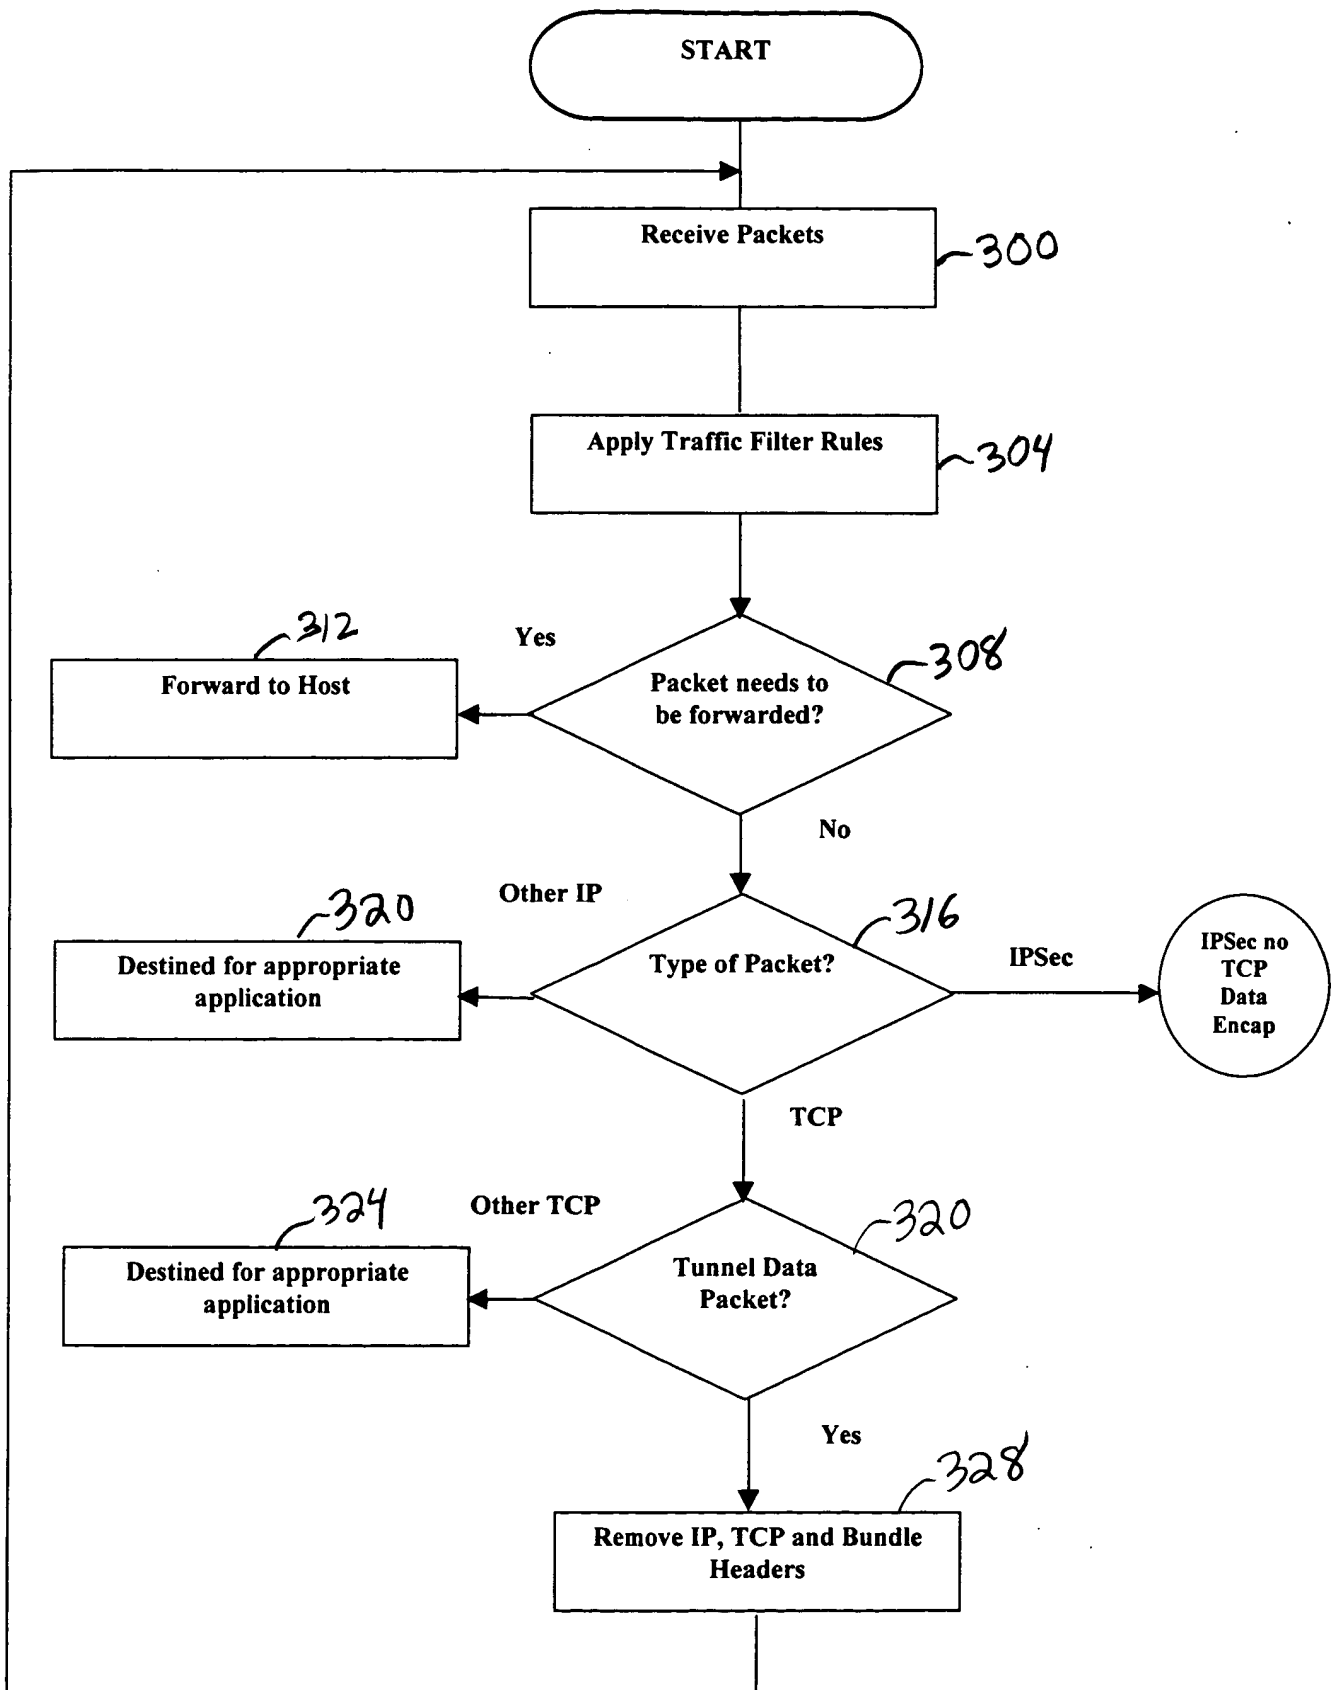 START
Receive Packets
300
Apply Traffic Filter Rules
304
312
Yes
308
Forward to Host
Packet needs to
be forwarded?
No
Other IP
320
316
Destined for appropriate
application
Type of Packet?
IPSec
IPSec no
TCP
Data
Encap
TCP
324
Other TCP
320
Destined for appropriate
application
Tunnel Data
Packet?
Yes
328
Remove IP, TCP and Bundle
Headers